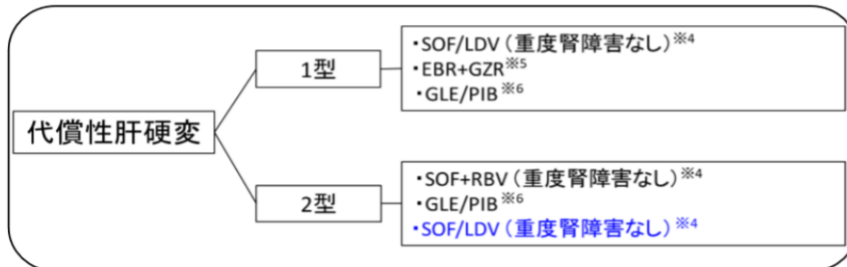 代償性肝硬変
1型
・SOF/LDV（重度腎障害なし）※4
・EBR+GZR※5
・GLE/PIB※6
2型
・SOF+RBV（重度腎障害なし）※4
・GLE/PIB※6
・SOF/LDV（重度腎障害なし）※4